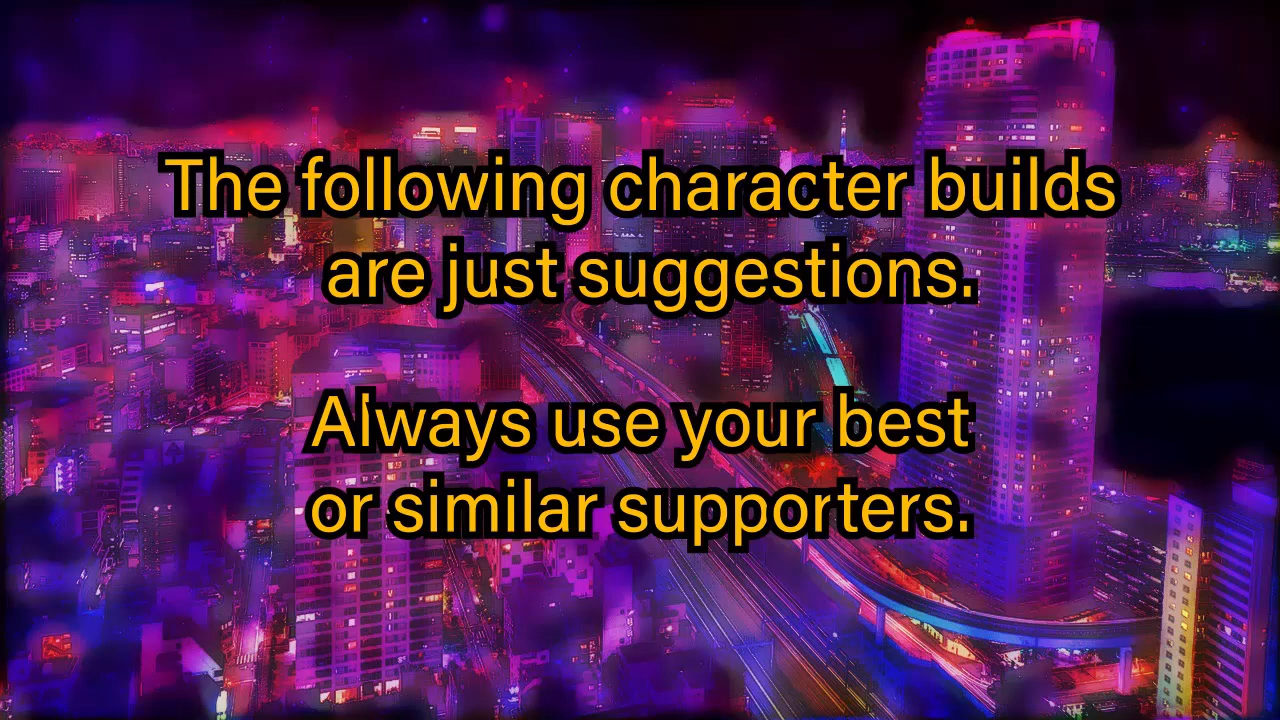 The following character builds
are just suggestions.
Always use your best
or similar supporters.